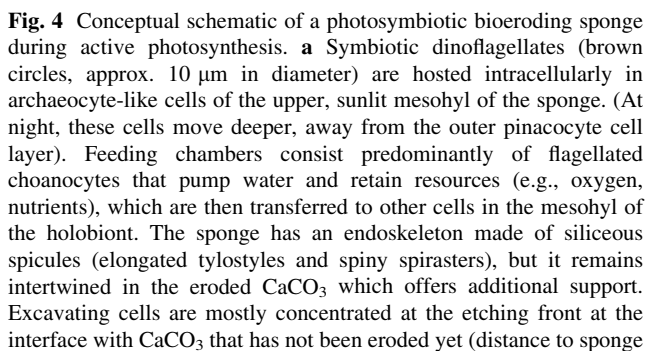 Fig. 4 Conceptual schematic of a photosymbiotic bioeroding sponge
during active photosynthesis. a Symbiotic dinoflagellates (brown
circles, approx. 10 μm in diameter) are hosted intracellularly in
archaeocyte-like cells of the upper, sunlit mesohyl of the sponge. (At
night, these cells move deeper, away from the outer pinacocyte cell
layer). Feeding chambers consist predominantly of flagellated
choanocytes that pump water and retain resources (e.g., oxygen,
nutrients), which are then transferred to other cells in the mesohyl of
the holobiont. The sponge has an endoskeleton made of siliceous
spicules (elongated tylostyles and spiny spirasters), but it remains
intertwined in the eroded CaCO₃ which offers additional support.
Excavating cells are mostly concentrated at the etching front at the
interface with CaCO₃ that has not been eroded yet (distance to sponge